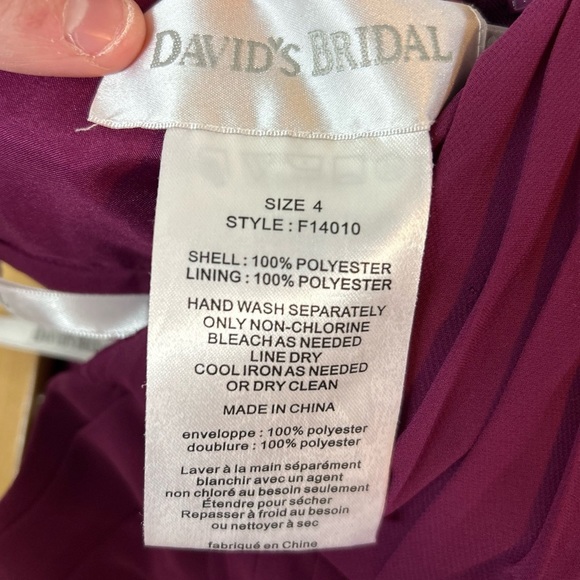 DAVID'S BRIDAL
SIZE 4
STYLE : F14010
SHELL : 100% POLYESTER
LINING : 100% POLYESTER
HAND WASH SEPARATELY
ONLY NON-CHLORINE
BLEACH AS NEEDED
LINE DRY
COOL IRON AS NEEDED
OR DRY CLEAN
MADE IN CHINA
enveloppe : 100% polyester
doublure : 100% polyester
Laver à la main séparément
blanchir avec un agent
non chloré au besoin seulement
Étendre pour sécher
Repasser à froid au besoin
ou nettoyer à sec
fabriqué en Chine